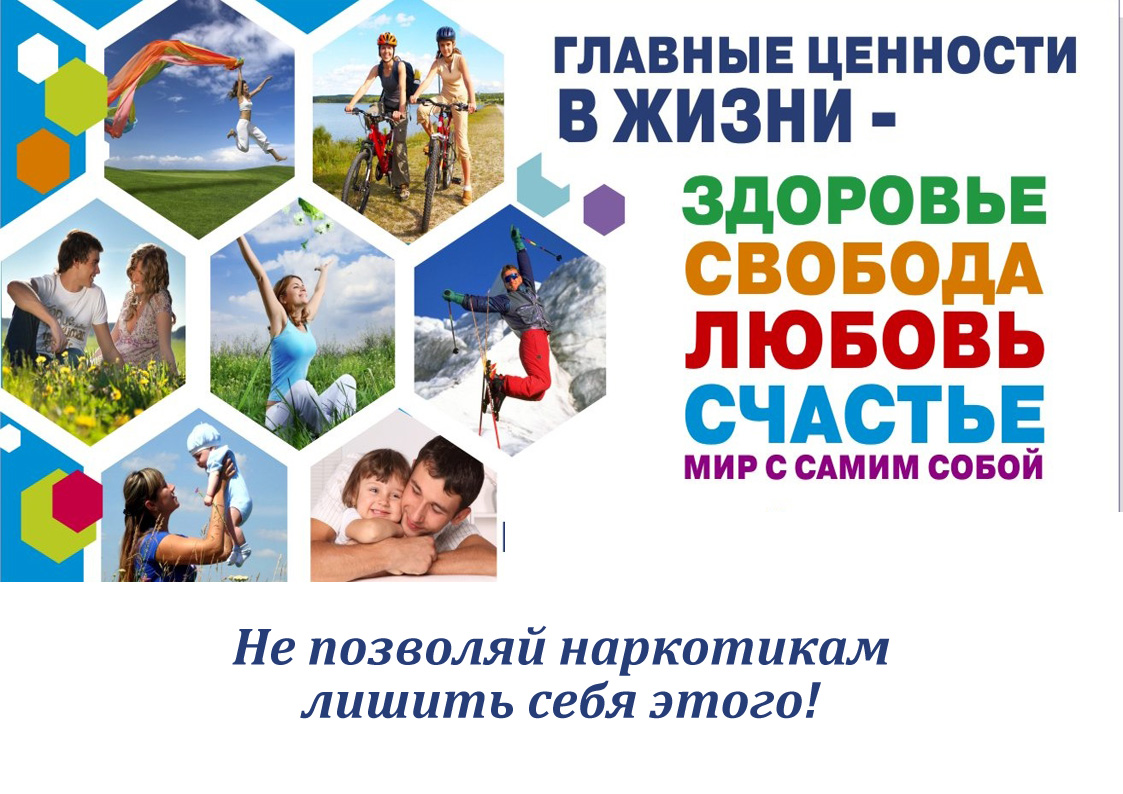 ГЛАВНЫЕ ЦЕННОСТИ
В ЖИЗНИ -
ЗДОРОВЬЕ
СВОБОДА
ЛЮБОВЬ
СЧАСТЬЕ
МИР С САМИМ СОБОЙ
Не позволяй наркотикам
лишить себя этого!